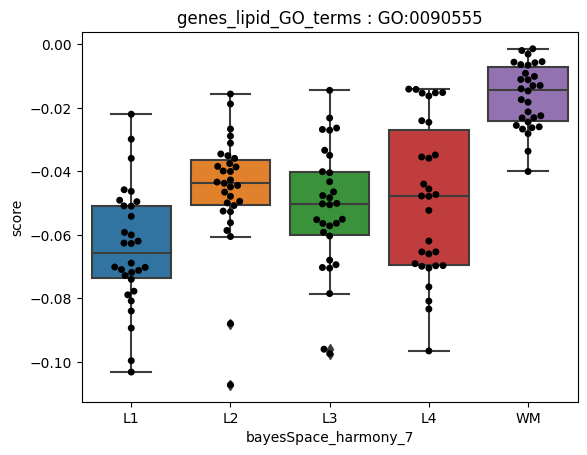 genes_lipid_GO_terms : GO:0090555
0.00
−0.02
−0.04
−0.06
−0.08
−0.10
score
L1 L2 L3 L4 WM
bayesSpace_harmony_7